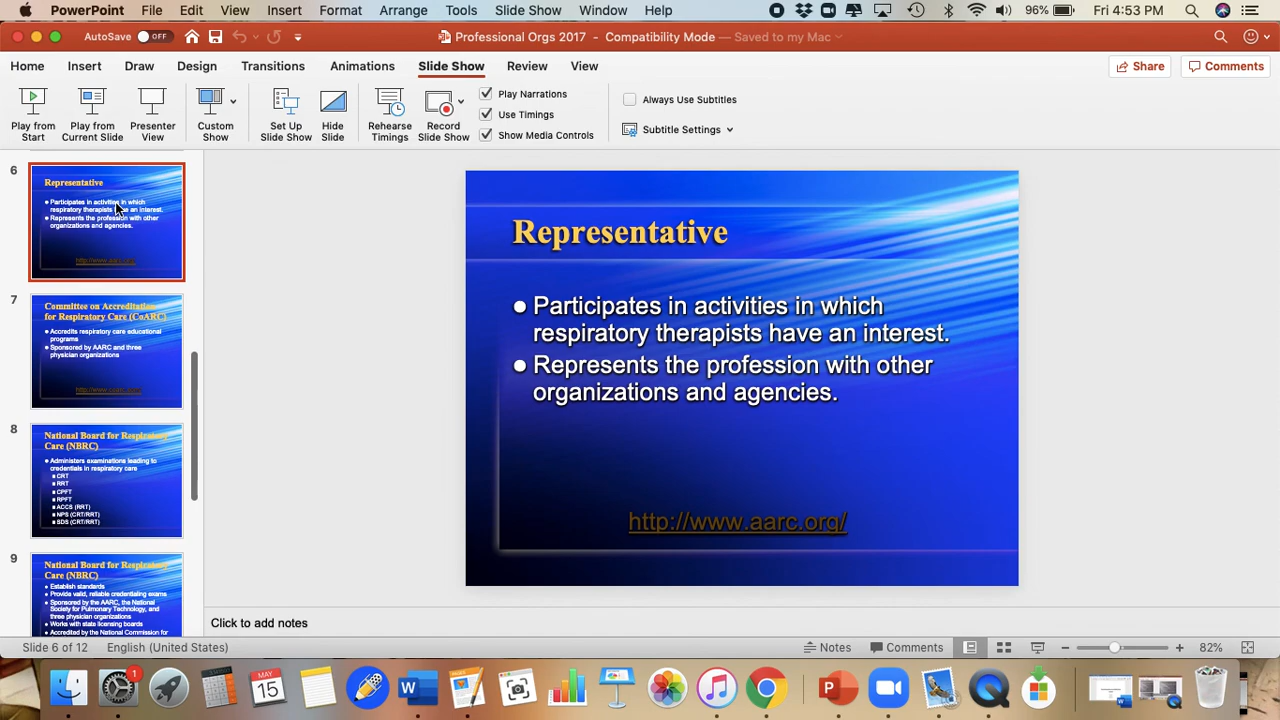 PowerPoint File Edit View Insert Format Arrange Tools Slide Show Window Help 96% Fri 4:53 PM
AutoSave OFF Professional Orgs 2017 - Compatibility Mode — Saved to my Mac
Home Insert Draw Design Transitions Animations Slide Show Review View Share Comments
Play from Start
Play from Current Slide
Presenter View
Custom Show
Set Up Slide Show
Hide Slide
Rehearse Timings
Record Slide Show
Play Narrations
Use Timings
Show Media Controls
Always Use Subtitles
Subtitle Settings
6
Representative
Participates in activities in which
respiratory therapists have an interest.
Represents the profession with other
organizations and agencies.
http://www.aarc.org/
7
Committee on Accreditation
for Respiratory Care (CoARC)
Accredits respiratory care educational
programs
Sponsored by AARC and three
physician organizations
8
National Board for Respiratory
Care (NBRC)
Administers examinations leading to
credentials in respiratory care
CRT
RRT
CPFT
RPFT
ACCS (RRT)
NPS (CRT/RRT)
SDS (CRT/RRT)
9
National Board for Respiratory
Care (NBRC)
Establish standards
Provide valid, reliable credentialing exams
Sponsored by the AARC, the National
Society for Pulmonary Technology, and
three physician organizations
Works with state licensing boards
Accredited by the National Commission for
Representative
● Participates in activities in which
respiratory therapists have an interest.
● Represents the profession with other
organizations and agencies.
http://www.aarc.org/
Click to add notes
Slide 6 of 12 English (United States) Notes Comments 82%
1
MAY
15
W
P